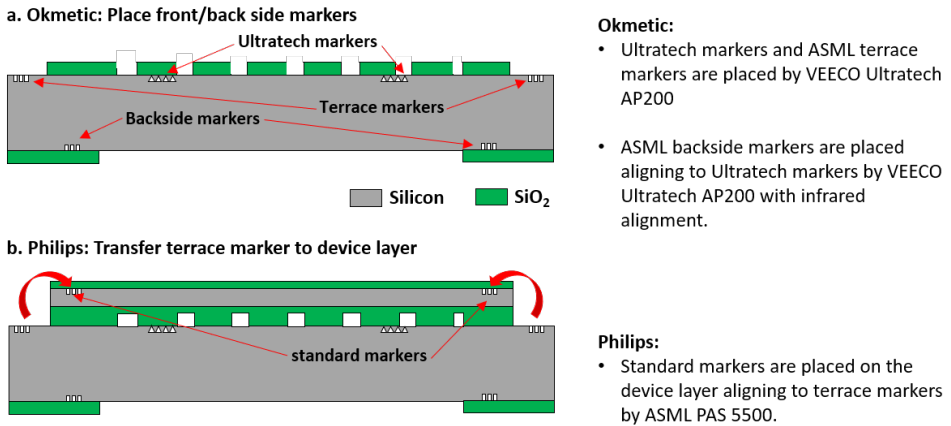 a. Okmetic: Place front/back side markers
Ultratech markers
Terrace markers
Backside markers
Silicon
SiO₂
b. Philips: Transfer terrace marker to device layer
standard markers
Okmetic:
• Ultratech markers and ASML terrace
markers are placed by VEECO Ultratech
AP200
• ASML backside markers are placed
aligning to Ultratech markers by VEECO
Ultratech AP200 with infrared
alignment.
Philips:
• Standard markers are placed on the
device layer aligning to terrace markers
by ASML PAS 5500.